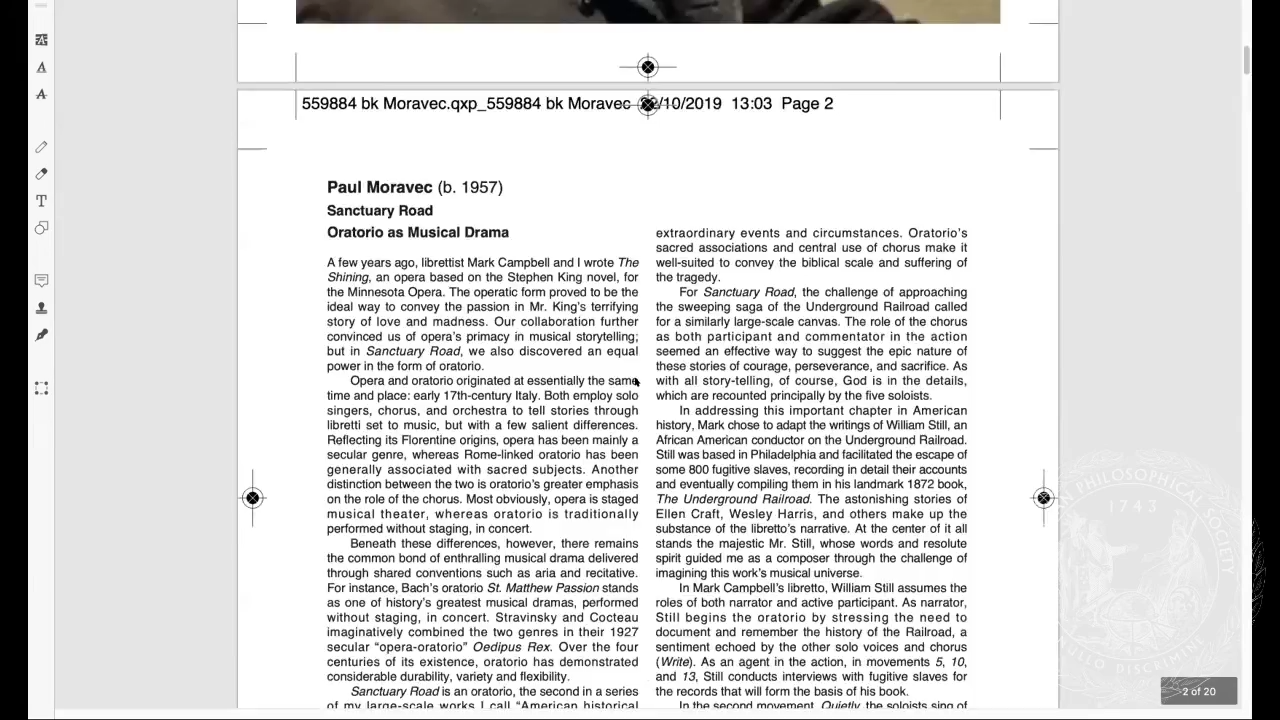 559884 bk Moravec.qxp_559884 bk Moravec /10/2019 13:03 Page 2
Paul Moravec (b. 1957)
Sanctuary Road
Oratorio as Musical Drama
A few years ago, librettist Mark Campbell and I wrote The
Shining, an opera based on the Stephen King novel, for
the Minnesota Opera. The operatic form proved to be the
ideal way to convey the passion in Mr. King's terrifying
story of love and madness. Our collaboration further
convinced us of opera's primacy in musical storytelling;
but in Sanctuary Road, we also discovered an equal
power in the form of oratorio.
Opera and oratorio originated at essentially the same
time and place: early 17th-century Italy. Both employ solo
singers, chorus, and orchestra to tell stories through
libretti set to music, but with a few salient differences.
Reflecting its Florentine origins, opera has been mainly a
secular genre, whereas Rome-linked oratorio has been
generally associated with sacred subjects. Another
distinction between the two is oratorio's greater emphasis
on the role of the chorus. Most obviously, opera is staged
musical theater, whereas oratorio is traditionally
performed without staging, in concert.
Beneath these differences, however, there remains
the common bond of enthralling musical drama delivered
through shared conventions such as aria and recitative.
For instance, Bach's oratorio St. Matthew Passion stands
as one of history's greatest musical dramas, performed
without staging, in concert. Stravinsky and Cocteau
imaginatively combined the two genres in their 1927
secular "opera-oratorio" Oedipus Rex. Over the four
centuries of its existence, oratorio has demonstrated
considerable durability, variety and flexibility.
Sanctuary Road is an oratorio, the second in a series
of my large-scale works I call "American historical
extraordinary events and circumstances. Oratorio's
sacred associations and central use of chorus make it
well-suited to convey the biblical scale and suffering of
the tragedy.
For Sanctuary Road, the challenge of approaching
the sweeping saga of the Underground Railroad called
for a similarly large-scale canvas. The role of the chorus
as both participant and commentator in the action
seemed an effective way to suggest the epic nature of
these stories of courage, perseverance, and sacrifice. As
with all story-telling, of course, God is in the details,
which are recounted principally by the five soloists.
In addressing this important chapter in American
history, Mark chose to adapt the writings of William Still, an
African American conductor on the Underground Railroad.
Still was based in Philadelphia and facilitated the escape of
some 800 fugitive slaves, recording in detail their accounts
and eventually compiling them in his landmark 1872 book,
The Underground Railroad. The astonishing stories of
Ellen Craft, Wesley Harris, and others make up the
substance of the libretto's narrative. At the center of it all
stands the majestic Mr. Still, whose words and resolute
spirit guided me as a composer through the challenge of
imagining this work's musical universe.
In Mark Campbell's libretto, William Still assumes the
roles of both narrator and active participant. As narrator,
Still begins the oratorio by stressing the need to
document and remember the history of the Railroad, a
sentiment echoed by the other solo voices and chorus
(Write). As an agent in the action, in movements 5, 10,
and 13, Still conducts interviews with fugitive slaves for
the records that will form the basis of his book.
In the second movement, Quietly, the soloists sing of
PHILOSOPHICAL SOCIETY
1743
NULLO DISCRIMINE
2 of 20